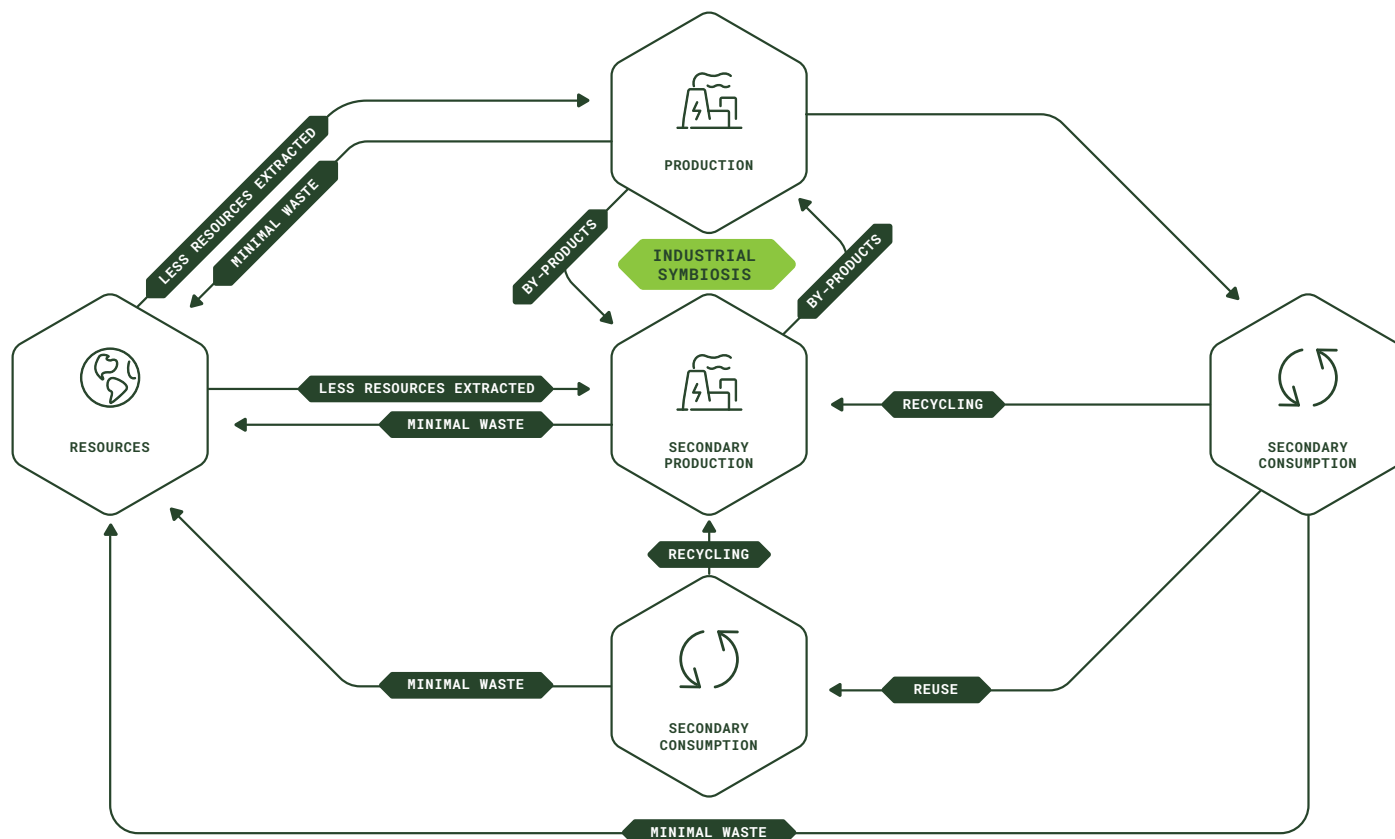 PRODUCTION
LESS RESOURCES EXTRACTED
MINIMAL WASTE
BY-PRODUCTS
INDUSTRIAL
SYMBIOSIS
BY-PRODUCTS
RESOURCES
LESS RESOURCES EXTRACTED
MINIMAL WASTE
SECONDARY
PRODUCTION
RECYCLING
SECONDARY
CONSUMPTION
RECYCLING
MINIMAL WASTE
SECONDARY
CONSUMPTION
REUSE
MINIMAL WASTE